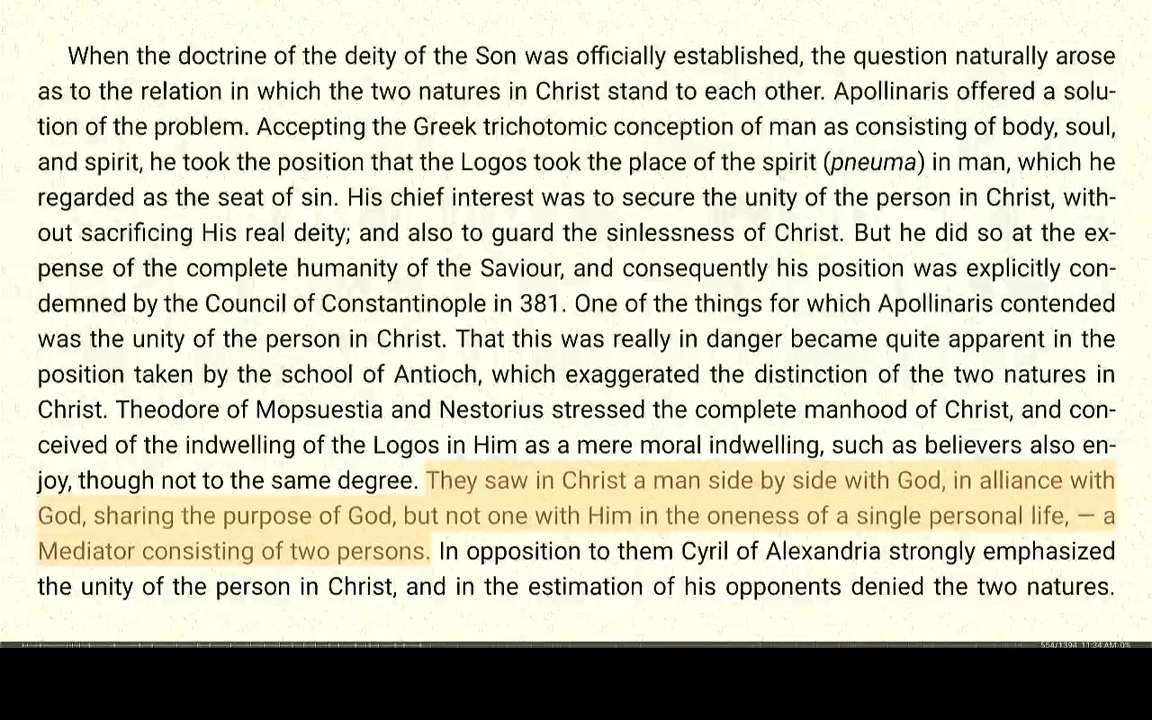 When the doctrine of the deity of the Son was officially established, the question naturally arose
as to the relation in which the two natures in Christ stand to each other. Apollinaris offered a solu-
tion of the problem. Accepting the Greek trichotomic conception of man as consisting of body, soul,
and spirit, he took the position that the Logos took the place of the spirit (pneuma) in man, which he
regarded as the seat of sin. His chief interest was to secure the unity of the person in Christ, with-
out sacrificing His real deity; and also to guard the sinlessness of Christ. But he did so at the ex-
pense of the complete humanity of the Saviour, and consequently his position was explicitly con-
demned by the Council of Constantinople in 381. One of the things for which Apollinaris contended
was the unity of the person in Christ. That this was really in danger became quite apparent in the
position taken by the school of Antioch, which exaggerated the distinction of the two natures in
Christ. Theodore of Mopsuestia and Nestorius stressed the complete manhood of Christ, and con-
ceived of the indwelling of the Logos in Him as a mere moral indwelling, such as believers also en-
joy, though not to the same degree. They saw in Christ a man side by side with God, in alliance with
God, sharing the purpose of God, but not one with Him in the oneness of a single personal life, — a
Mediator consisting of two persons. In opposition to them Cyril of Alexandria strongly emphasized
the unity of the person in Christ, and in the estimation of his opponents denied the two natures.
554/1394 11:34 AM